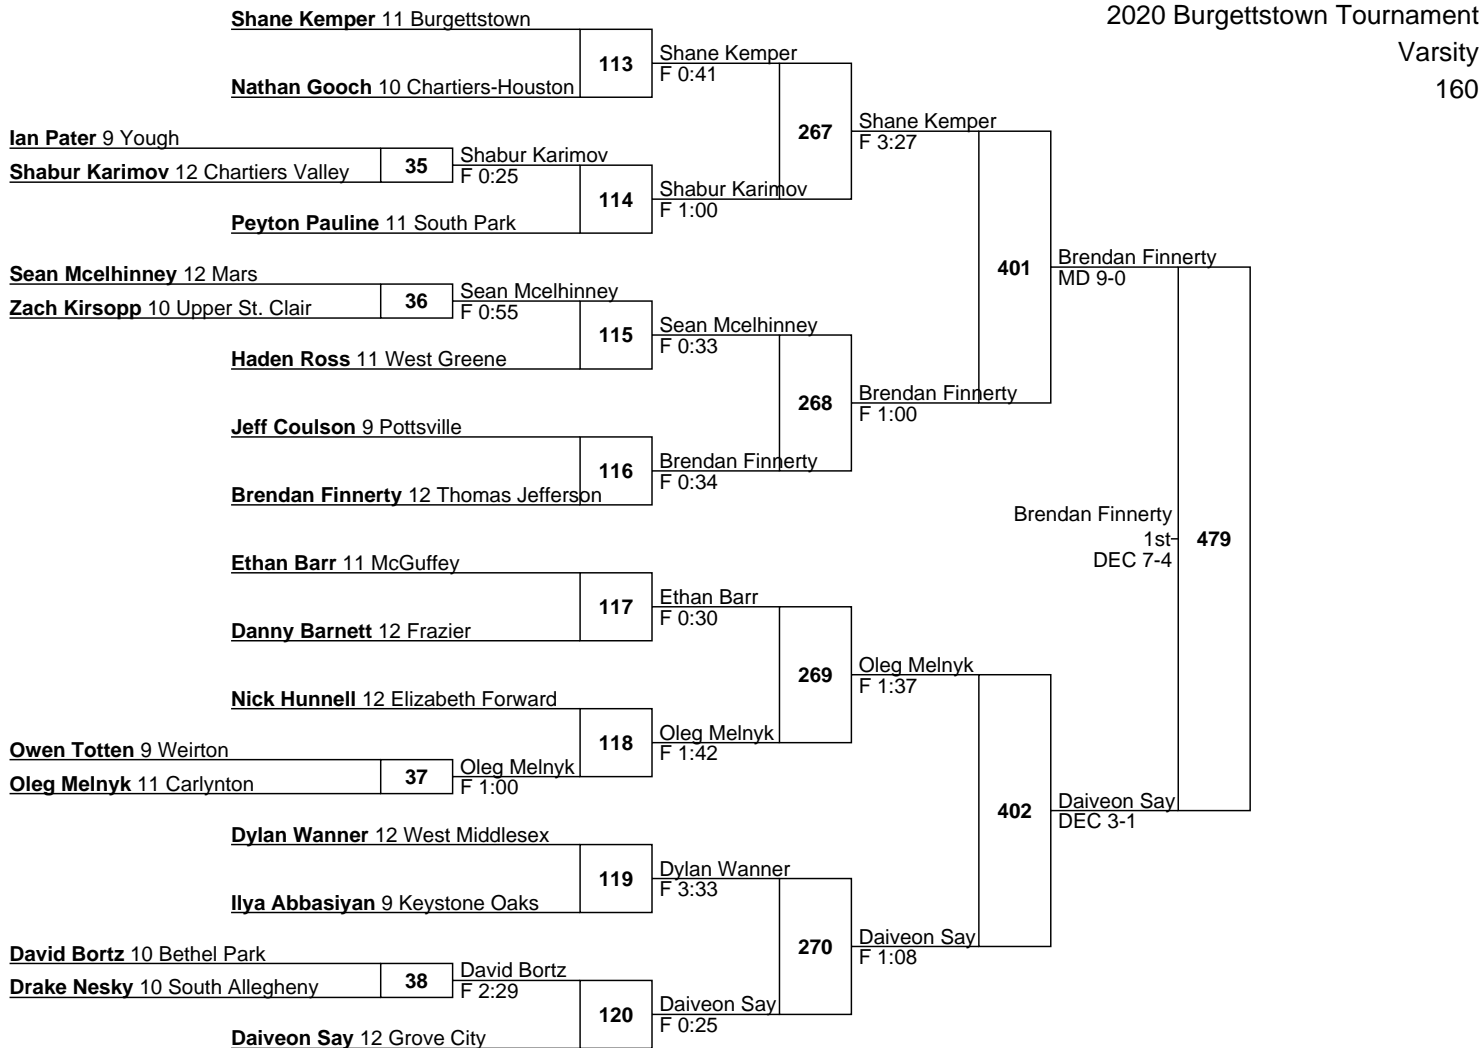 2020 Burgettstown Tournament
Varsity
160
Shane Kemper 11 Burgettstown
113
Shane Kemper
F 0:41
Nathan Gooch 10 Chartiers-Houston
267
Shane Kemper
F 3:27
Ian Pater 9 Yough
Shabur Karimov 12 Chartiers Valley
35
Shabur Karimov
F 0:25
114
Shabur Karimov
F 1:00
Peyton Pauline 11 South Park
401
Brendan Finnerty
MD 9-0
Sean Mcelhinney 12 Mars
Zach Kirsopp 10 Upper St. Clair
36
Sean Mcelhinney
F 0:55
115
Sean Mcelhinney
F 0:33
Haden Ross 11 West Greene
268
Brendan Finnerty
F 1:00
Jeff Coulson 9 Pottsville
116
Brendan Finnerty
F 0:34
Brendan Finnerty 12 Thomas Jefferson
Brendan Finnerty
1st
DEC 7-4
479
Ethan Barr 11 McGuffey
117
Ethan Barr
F 0:30
Danny Barnett 12 Frazier
269
Oleg Melnyk
F 1:37
Nick Hunnell 12 Elizabeth Forward
118
Oleg Melnyk
F 1:42
Owen Totten 9 Weirton
Oleg Melnyk 11 Carlynton
37
Oleg Melnyk
F 1:00
402
Daiveon Say
DEC 3-1
Dylan Wanner 12 West Middlesex
119
Dylan Wanner
F 3:33
Ilya Abbasiyan 9 Keystone Oaks
270
Daiveon Say
F 1:08
David Bortz 10 Bethel Park
Drake Nesky 10 South Allegheny
38
David Bortz
F 2:29
120
Daiveon Say
F 0:25
Daiveon Say 12 Grove City